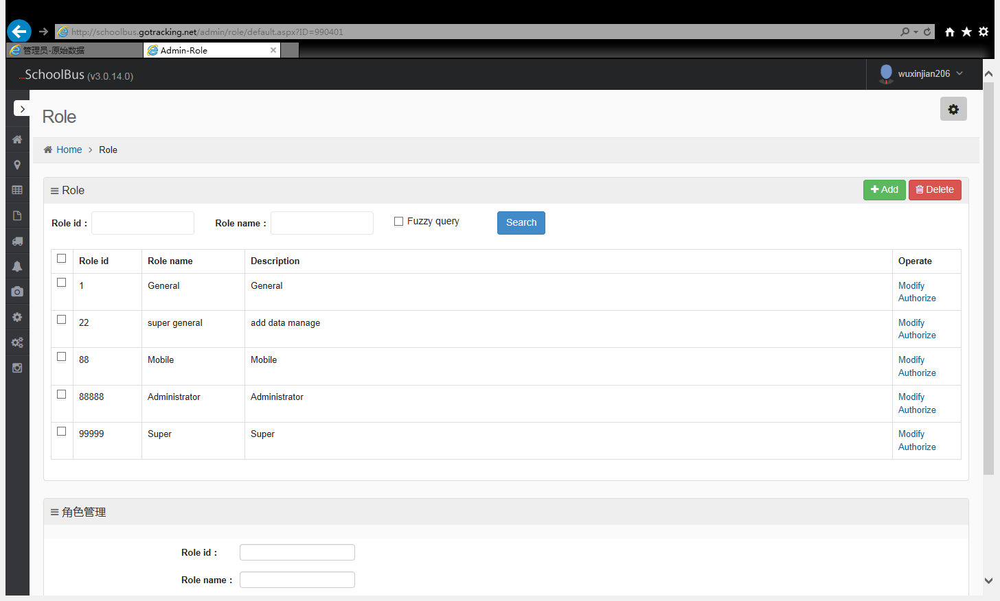 http://schoolbus.gotracking.net/admin/role/default.aspx?ID=990401
管理员-原始数据
Admin-Role
...SchoolBus (v3.0.14.0)
wuxinjian206
Role
Home > Role
Role
Add
Delete
Role id :
Role name :
Fuzzy query
Search
Role id Role name Description Operate
1 General General Modify
Authorize
22 super general add data manage Modify
Authorize
88 Mobile Mobile Modify
Authorize
88888 Administrator Administrator Modify
Authorize
99999 Super Super Modify
Authorize
角色管理
Role id :
Role name :